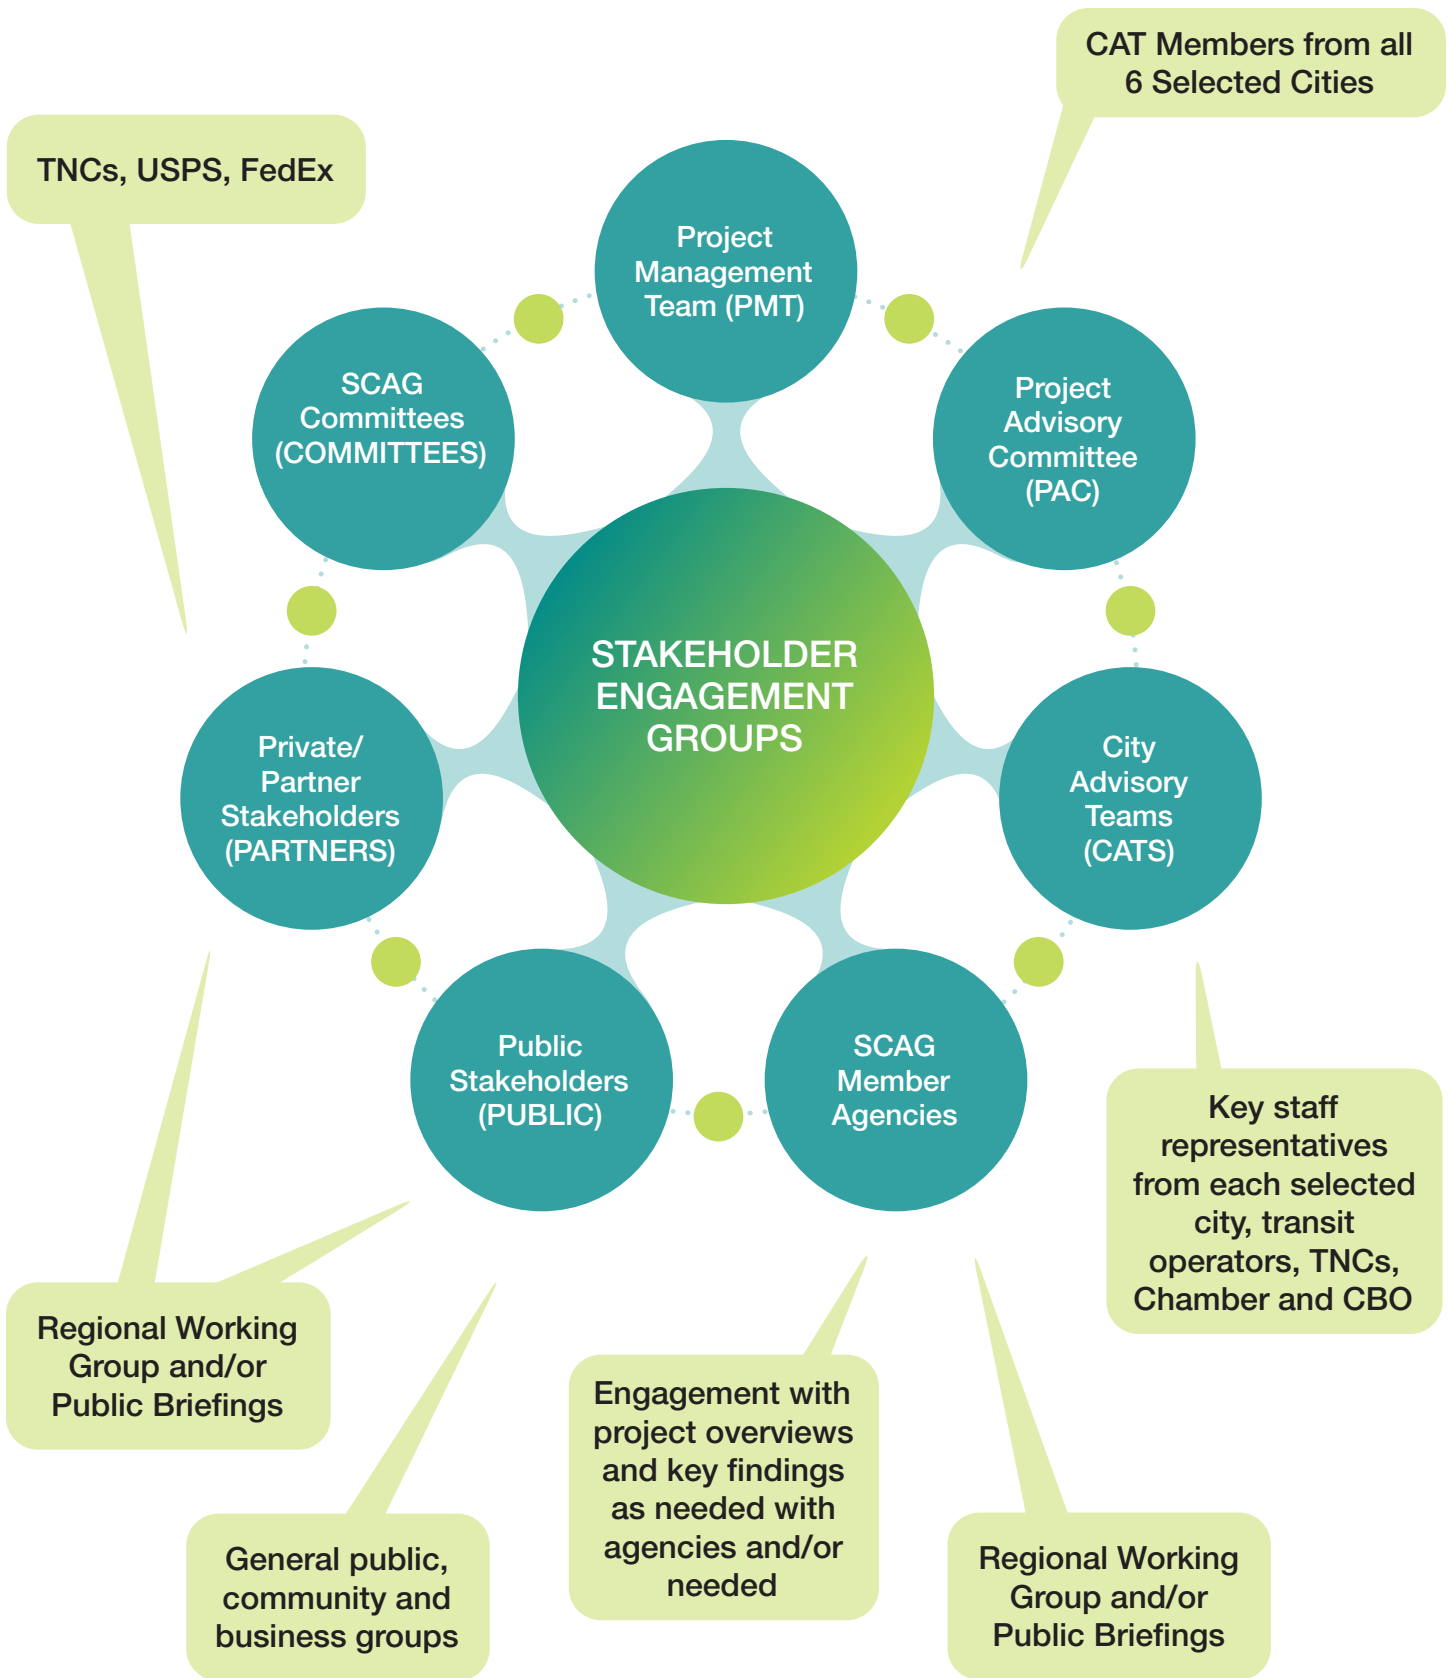 CAT Members from all
6 Selected Cities
TNCs, USPS, FedEx
Project
Management
Team (PMT)
SCAG
Committees
(COMMITTEES)
Project
Advisory
Committee
(PAC)
STAKEHOLDER
ENGAGEMENT
GROUPS
Private/
Partner
Stakeholders
(PARTNERS)
City
Advisory
Teams
(CATS)
Public
Stakeholders
(PUBLIC)
SCAG
Member
Agencies
Key staff
representatives
from each selected
city, transit
operators, TNCs,
Chamber and CBO
Regional Working
Group and/or
Public Briefings
Engagement with
project overviews
and key findings
as needed with
agencies and/or
needed
General public,
community and
business groups
Regional Working
Group and/or
Public Briefings